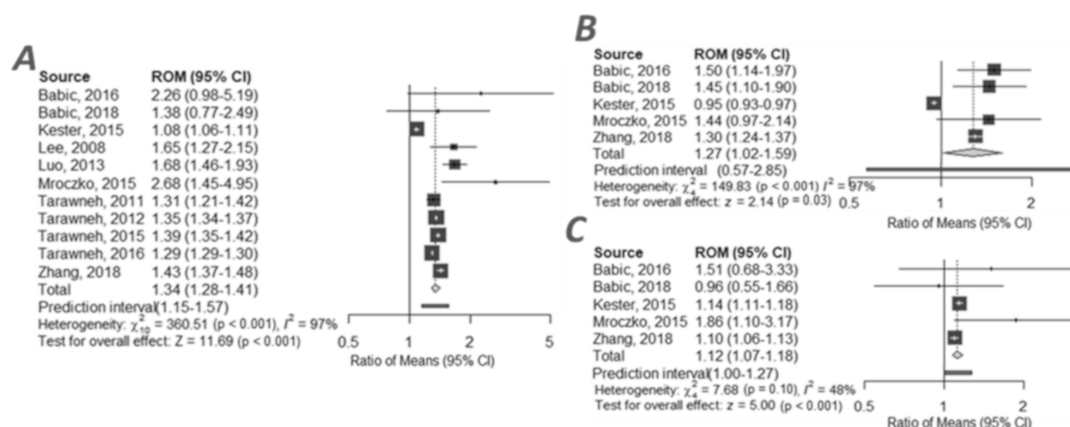 A
Source ROM (95% CI)
Babic, 2016 2.26 (0.98-5.19)
Babic, 2018 1.38 (0.77-2.49)
Kester, 2015 1.08 (1.06-1.11)
Lee, 2008 1.65 (1.27-2.15)
Luo, 2013 1.68 (1.46-1.93)
Mroczko, 2015 2.68 (1.45-4.95)
Tarawneh, 2011 1.31 (1.21-1.42)
Tarawneh, 2012 1.35 (1.34-1.37)
Tarawneh, 2015 1.39 (1.35-1.42)
Tarawneh, 2016 1.29 (1.29-1.30)
Zhang, 2018 1.43 (1.37-1.48)
Total 1.34 (1.28-1.41)
Prediction interval (1.15-1.57)
Heterogeneity: χ²₁₀ = 360.51 (p < 0.001), I² = 97%
Test for overall effect: Z = 11.69 (p < 0.001)
0.5 1 2 5
Ratio of Means (95% CI)
B
Source ROM (95% CI)
Babic, 2016 1.50 (1.14-1.97)
Babic, 2018 1.45 (1.10-1.90)
Kester, 2015 0.95 (0.93-0.97)
Mroczko, 2015 1.44 (0.97-2.14)
Zhang, 2018 1.30 (1.24-1.37)
Total 1.27 (1.02-1.59)
Prediction interval (0.57-2.85)
Heterogeneity: χ²₄ = 149.83 (p < 0.001) I² = 97%
Test for overall effect: z = 2.14 (p = 0.03)
0.5 1 2
Ratio of Means (95% CI)
C
Source ROM (95% CI)
Babic, 2016 1.51 (0.68-3.33)
Babic, 2018 0.96 (0.55-1.66)
Kester, 2015 1.14 (1.11-1.18)
Mroczko, 2015 1.86 (1.10-3.17)
Zhang, 2018 1.10 (1.06-1.13)
Total 1.12 (1.07-1.18)
Prediction interval (1.00-1.27)
Heterogeneity: χ²₄ = 7.68 (p = 0.10), I² = 48%
Test for overall effect: z = 5.00 (p < 0.001)
0.5 1 2
Ratio of Means (95% CI)